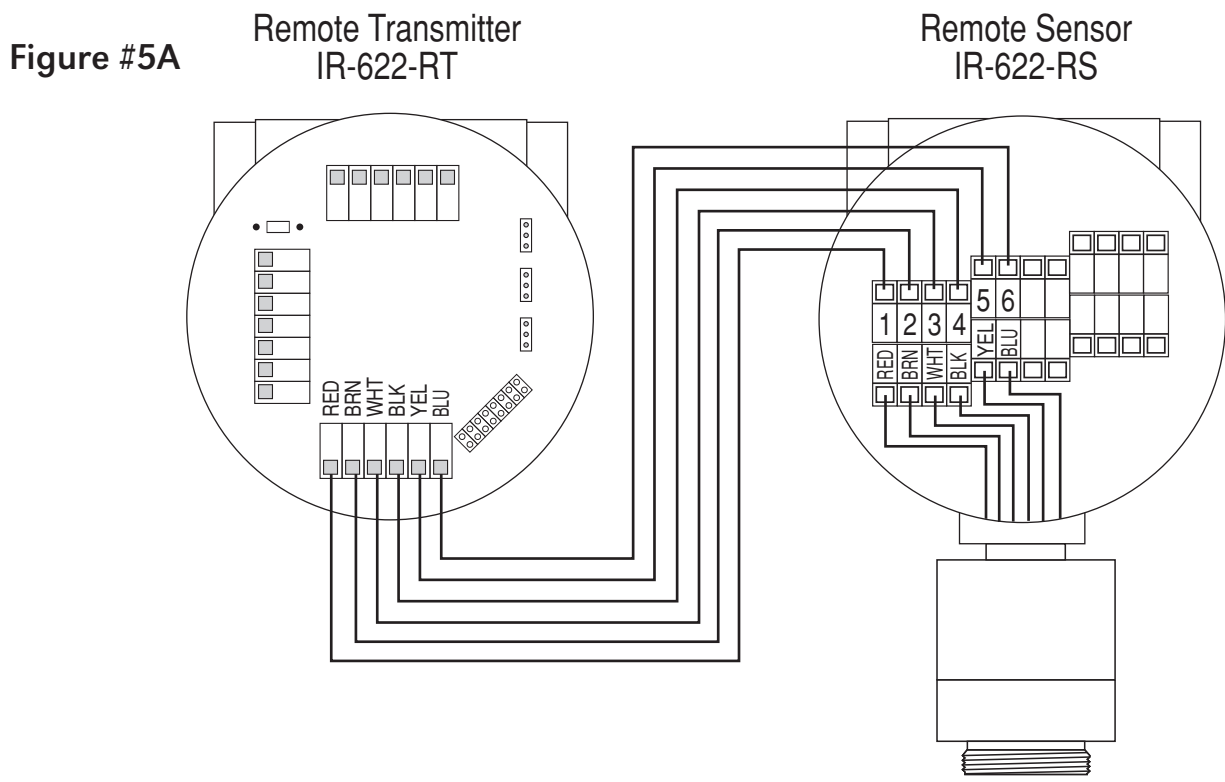 Figure #5A
Remote Transmitter
IR-622-RT
Remote Sensor
IR-622-RS
RED
BRN
WHT
BLK
YEL
BLU
5 6
1 2 3 4
YEL
BLU
RED
BRN
WHT
BLK